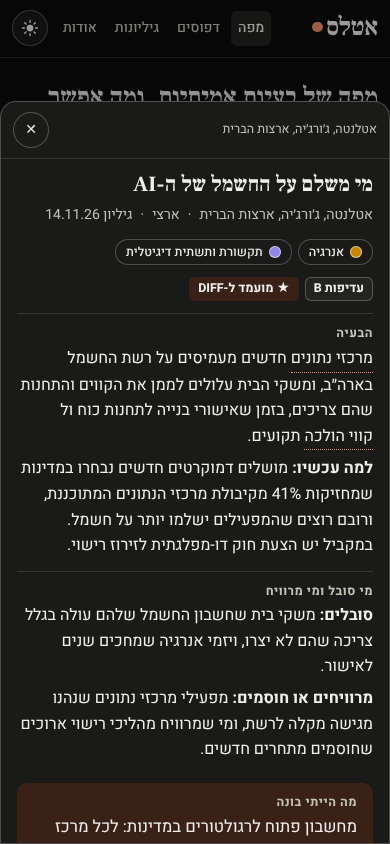 אטלס
מפה דפוסים גיליונות אודות
מפה של בעיות אמיתיות, ומה אפשר
אטלנטה, ג׳ורג׳יה, ארצות הברית
מי משלם על החשמל של ה-AI
אטלנטה, ג׳ורג׳יה, ארצות הברית · ארצי · גיליון 14.11.26
אנרגיה תקשורת ותשתית דיגיטלית
עדיפות B ★ מועמד ל-DIFF
הבעיה
מרכזי נתונים חדשים מעמיסים על רשת החשמל
בארה״ב, ומשקי הבית עלולים לממן את הקווים והתחנות
שהם צריכים, בזמן שאישורי בנייה לתחנות כוח ול
קווי הולכה תקועים.
למה עכשיו: מושלים דמוקרטים חדשים נבחרו במדינות
שמחזיקות 41% מקיבולת מרכזי הנתונים המתוכננת,
ורובם רוצים שהמפעילים ישלמו יותר על חשמל.
במקביל יש הצעת חוק דו-מפלגתית לזירוז רישוי.
מי סובל ומי מרוויח
סובלים: משקי בית שחשבון החשמל שלהם עולה בגלל
צריכה שהם לא יצרו, ויזמי אנרגיה שמחכים שנים
לאישור.
מרוויחים או חוסמים: מפעילי מרכזי נתונים שנהנו
מגישה מקלה לרשת, ומי שמרוויח מהליכי רישוי ארוכים
שחוסמים מתחרים חדשים.
מה הייתי בונה
מחשבון פתוח לרגולטורים במדינות: לכל מרכז